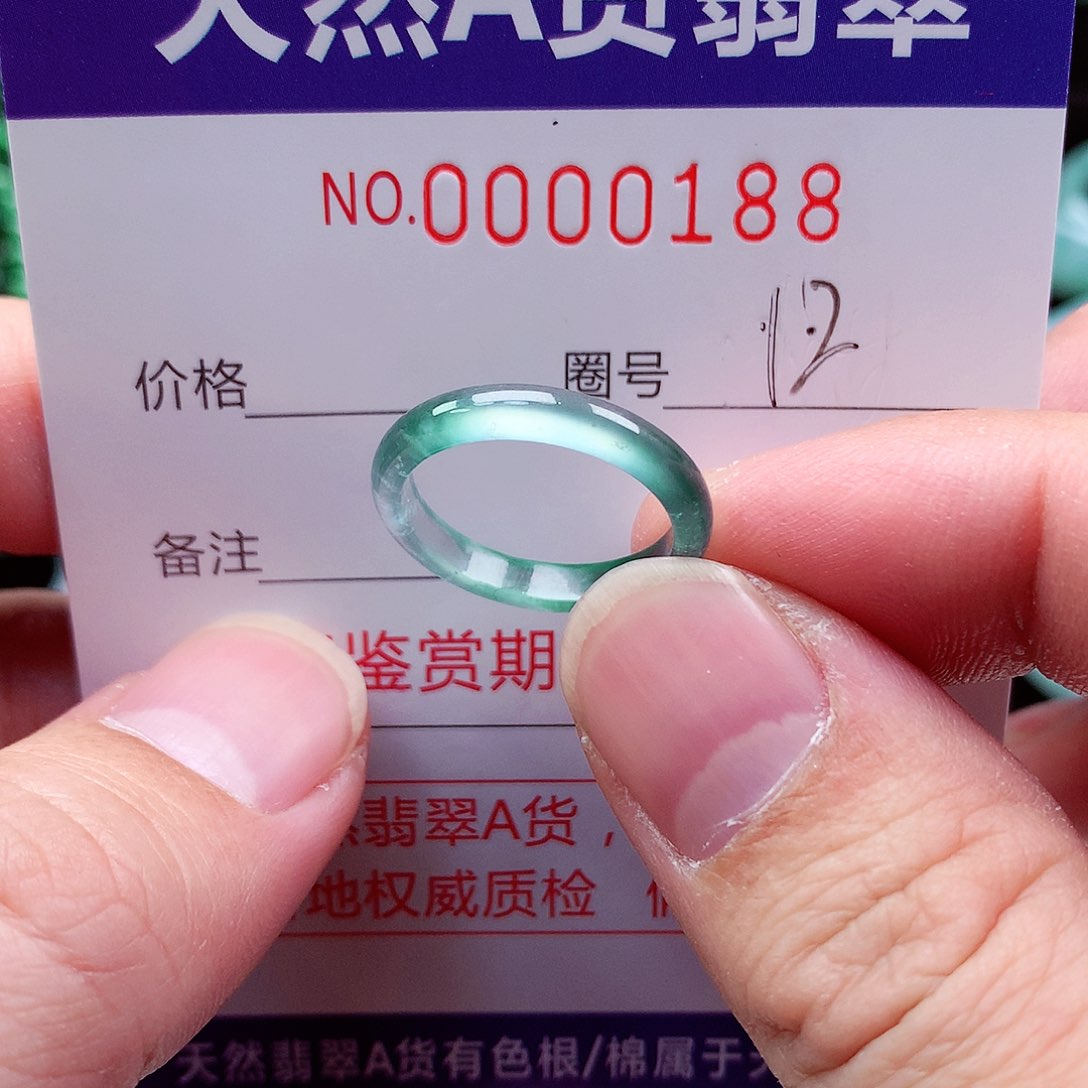 天然A货翡翠
NO.0000188
价格
圈号 12
备注
鉴赏期
翡翠A货，
地权威质检
天然翡翠A货有色根/棉属于